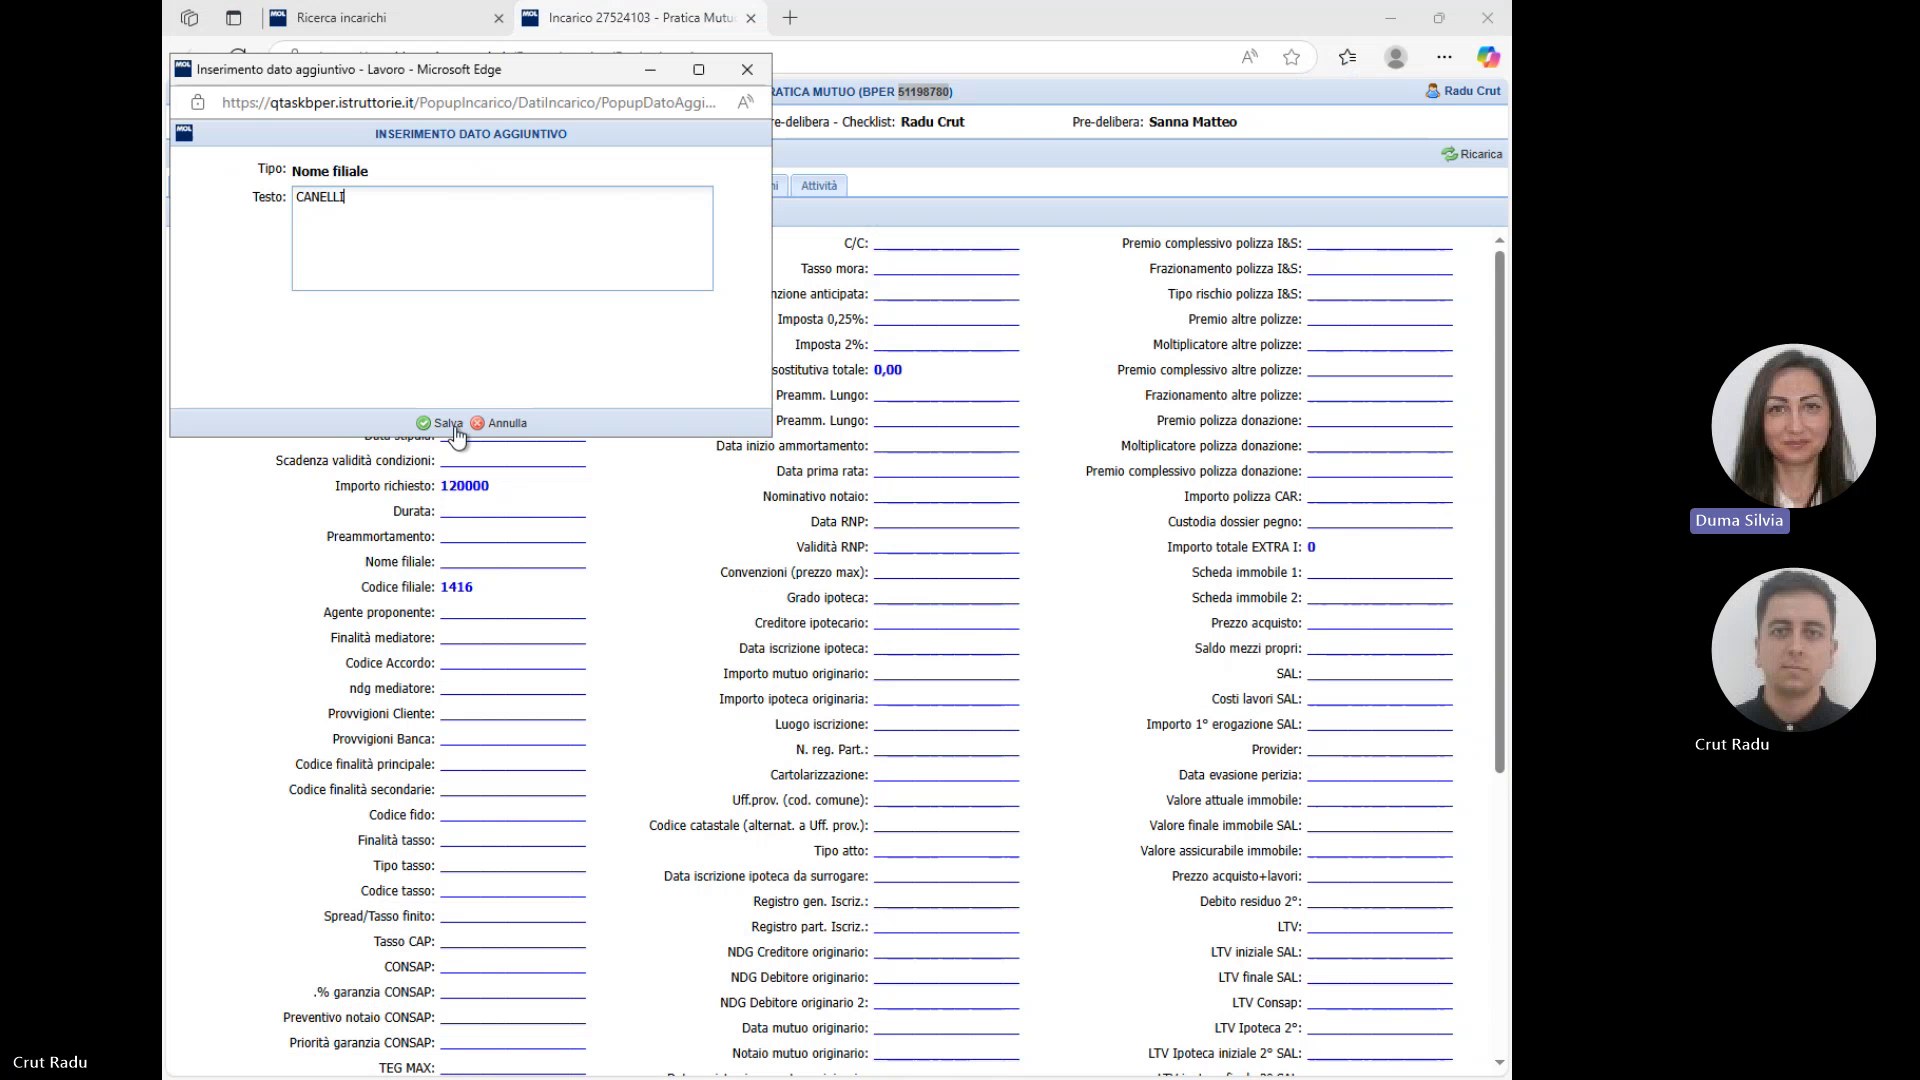 Ricerca incarichi
Incarico 27524103 - Pratica Mutu
Inserimento dato aggiuntivo - Lavoro - Microsoft Edge
https://qtaskbper.istruttorie.it/PopupIncarico/DatiIncarico/PopupDatoAggi...
RATICA MUTUO (BPER 51198780)
Radu Crut
INSERIMENTO DATO AGGIUNTIVO
re-delibera - Checklist: Radu Crut
Pre-delibera: Sanna Matteo
Ricarica
Attività
Tipo: Nome filiale
Testo: CANELLI
Salva
Annulla
Data stipula:
Scadenza validità condizioni:
Importo richiesto: 120000
Durata:
Preammortamento:
Nome filiale:
Codice filiale: 1416
Agente proponente:
Finalità mediatore:
Codice Accordo:
ndg mediatore:
Provvigioni Cliente:
Provvigioni Banca:
Codice finalità principale:
Codice finalità secondarie:
Codice fido:
Finalità tasso:
Tipo tasso:
Codice tasso:
Spread/Tasso finito:
Tasso CAP:
CONSAP:
.% garanzia CONSAP:
Preventivo notaio CONSAP:
Priorità garanzia CONSAP:
TEG MAX:
C/C:
Tasso mora:
nzione anticipata:
Imposta 0,25%:
Imposta 2%:
sostitutiva totale: 0,00
Preamm. Lungo:
Preamm. Lungo:
Data inizio ammortamento:
Data prima rata:
Nominativo notaio:
Data RNP:
Validità RNP:
Convenzioni (prezzo max):
Grado ipoteca:
Creditore ipotecario:
Data iscrizione ipoteca:
Importo mutuo originario:
Importo ipoteca originaria:
Luogo iscrizione:
N. reg. Part.:
Cartolarizzazione:
Uff.prov. (cod. comune):
Codice catastale (alternat. a Uff. prov.):
Tipo atto:
Data iscrizione ipoteca da surrogare:
Registro gen. Iscriz.:
Registro part. Iscriz.:
NDG Creditore originario:
NDG Debitore originario:
NDG Debitore originario 2:
Data mutuo originario:
Notaio mutuo originario:
Premio complessivo polizza I&S:
Frazionamento polizza I&S:
Tipo rischio polizza I&S:
Premio altre polizze:
Moltiplicatore altre polizze:
Premio complessivo altre polizze:
Frazionamento altre polizze:
Premio polizza donazione:
Moltiplicatore polizza donazione:
Premio complessivo polizza donazione:
Importo polizza CAR:
Custodia dossier pegno:
Importo totale EXTRA I: 0
Scheda immobile 1:
Scheda immobile 2:
Prezzo acquisto:
Saldo mezzi propri:
SAL:
Costi lavori SAL:
Importo 1° erogazione SAL:
Provider:
Data evasione perizia:
Valore attuale immobile:
Valore finale immobile SAL:
Valore assicurabile immobile:
Prezzo acquisto+lavori:
Debito residuo 2°:
LTV:
LTV iniziale SAL:
LTV finale SAL:
LTV Consap:
LTV Ipoteca 2°:
LTV Ipoteca iniziale 2° SAL:
Duma Silvia
Crut Radu
Crut Radu